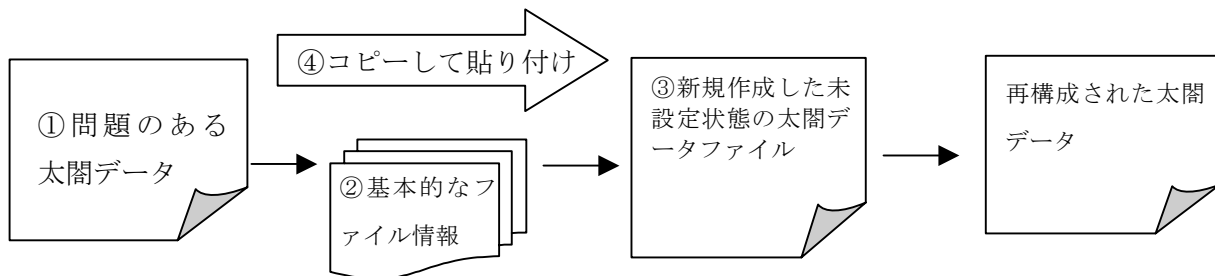 ①問題のある
太閤データ
④コピーして貼り付け
②基本的なフ
ァイル情報
③新規作成した未
設定状態の太閤デ
ータファイル
再構成された太閤
データ